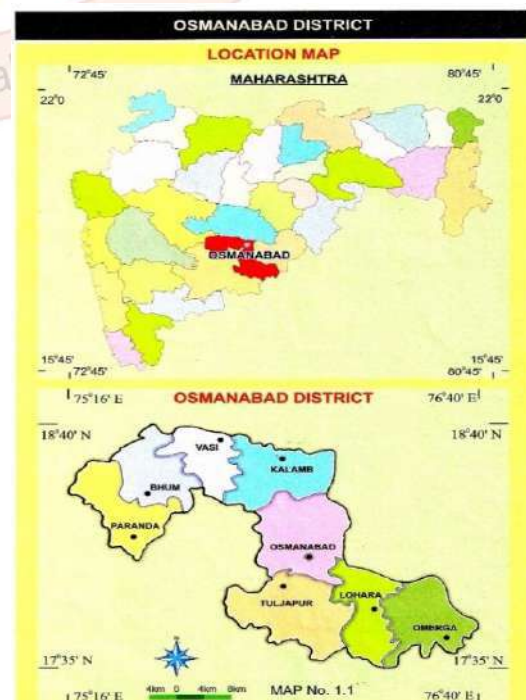 OSMANABAD DISTRICT
LOCATION MAP
MAHARASHTRA
72°45'
80°45'
22°0
22°0
OSMANABAD
15°45'
15°45'
72°45'
80°45'
OSMANABAD DISTRICT
75°16' E
76°40' E
18°40' N
18°40' N
VASI
KALAMB
BHUM
PARANDA
OSMANABAD
TULJAPUR
LOHARA
OMERGA
N
17°35' N
17°35' N
4km 0 4km 8km
MAP No. 1.1
75°16' E
76°40' E